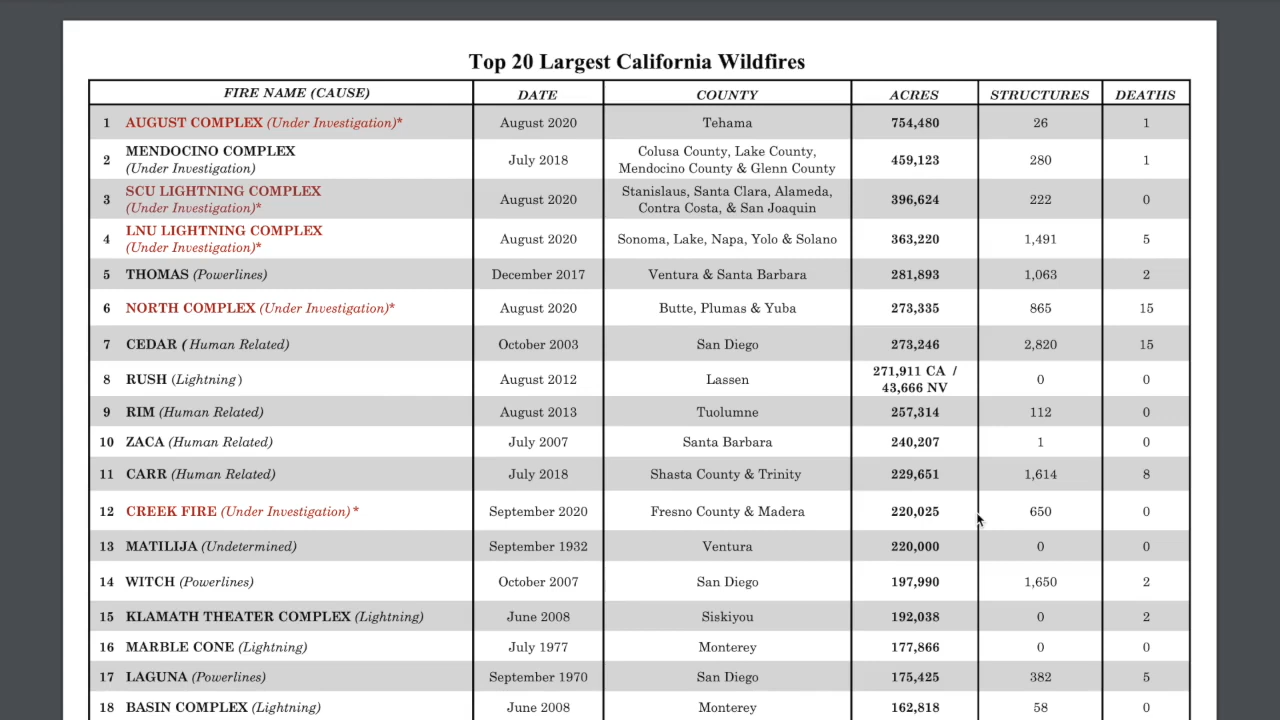 Top 20 Largest California Wildfires
FIRE NAME (CAUSE) DATE COUNTY ACRES STRUCTURES DEATHS
1 AUGUST COMPLEX (Under Investigation)* August 2020 Tehama 754,480 26 1
2 MENDOCINO COMPLEX
(Under Investigation) July 2018 Colusa County, Lake County,
Mendocino County & Glenn County 459,123 280 1
3 SCU LIGHTNING COMPLEX
(Under Investigation)* August 2020 Stanislaus, Santa Clara, Alameda,
Contra Costa, & San Joaquin 396,624 222 0
4 LNU LIGHTNING COMPLEX
(Under Investigation)* August 2020 Sonoma, Lake, Napa, Yolo & Solano 363,220 1,491 5
5 THOMAS (Powerlines) December 2017 Ventura & Santa Barbara 281,893 1,063 2
6 NORTH COMPLEX (Under Investigation)* August 2020 Butte, Plumas & Yuba 273,335 865 15
7 CEDAR ( Human Related) October 2003 San Diego 273,246 2,820 15
8 RUSH (Lightning ) August 2012 Lassen 271,911 CA /
43,666 NV 0 0
9 RIM (Human Related) August 2013 Tuolumne 257,314 112 0
10 ZACA (Human Related) July 2007 Santa Barbara 240,207 1 0
11 CARR (Human Related) July 2018 Shasta County & Trinity 229,651 1,614 8
12 CREEK FIRE (Under Investigation) * September 2020 Fresno County & Madera 220,025 650 0
13 MATILIJA (Undetermined) September 1932 Ventura 220,000 0 0
14 WITCH (Powerlines) October 2007 San Diego 197,990 1,650 2
15 KLAMATH THEATER COMPLEX (Lightning) June 2008 Siskiyou 192,038 0 2
16 MARBLE CONE (Lightning) July 1977 Monterey 177,866 0 0
17 LAGUNA (Powerlines) September 1970 San Diego 175,425 382 5
18 BASIN COMPLEX (Lightning) June 2008 Monterey 162,818 58 0